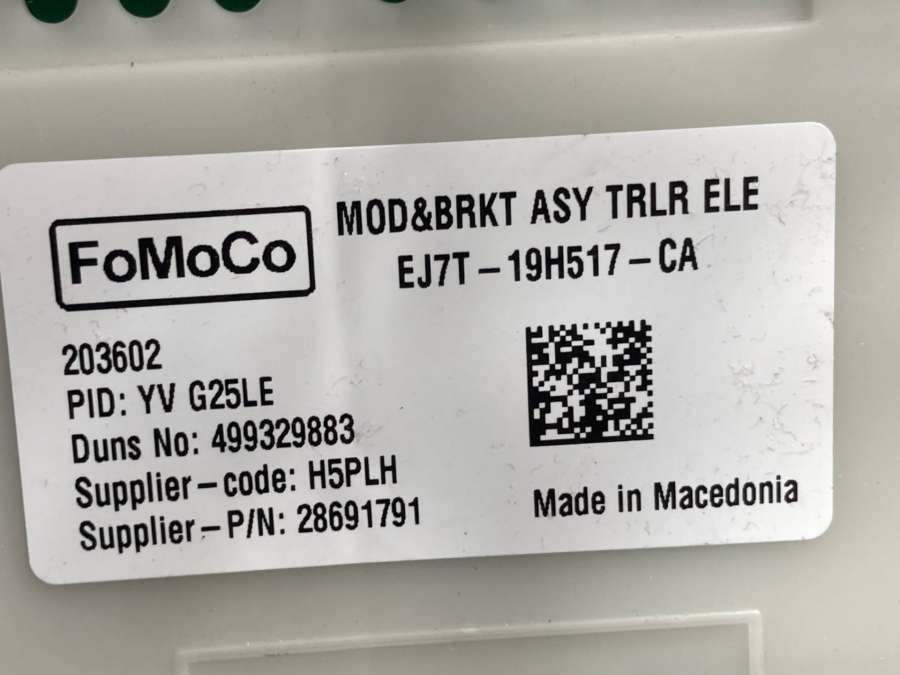 FoMoCo
MOD&BRKT ASY TRLR ELE
EJ7T-19H517-CA
203602
PID: YV G25LE
Duns No: 499329883
Supplier-code: H5PLH
Supplier-P/N: 28691791
Made in Macedonia